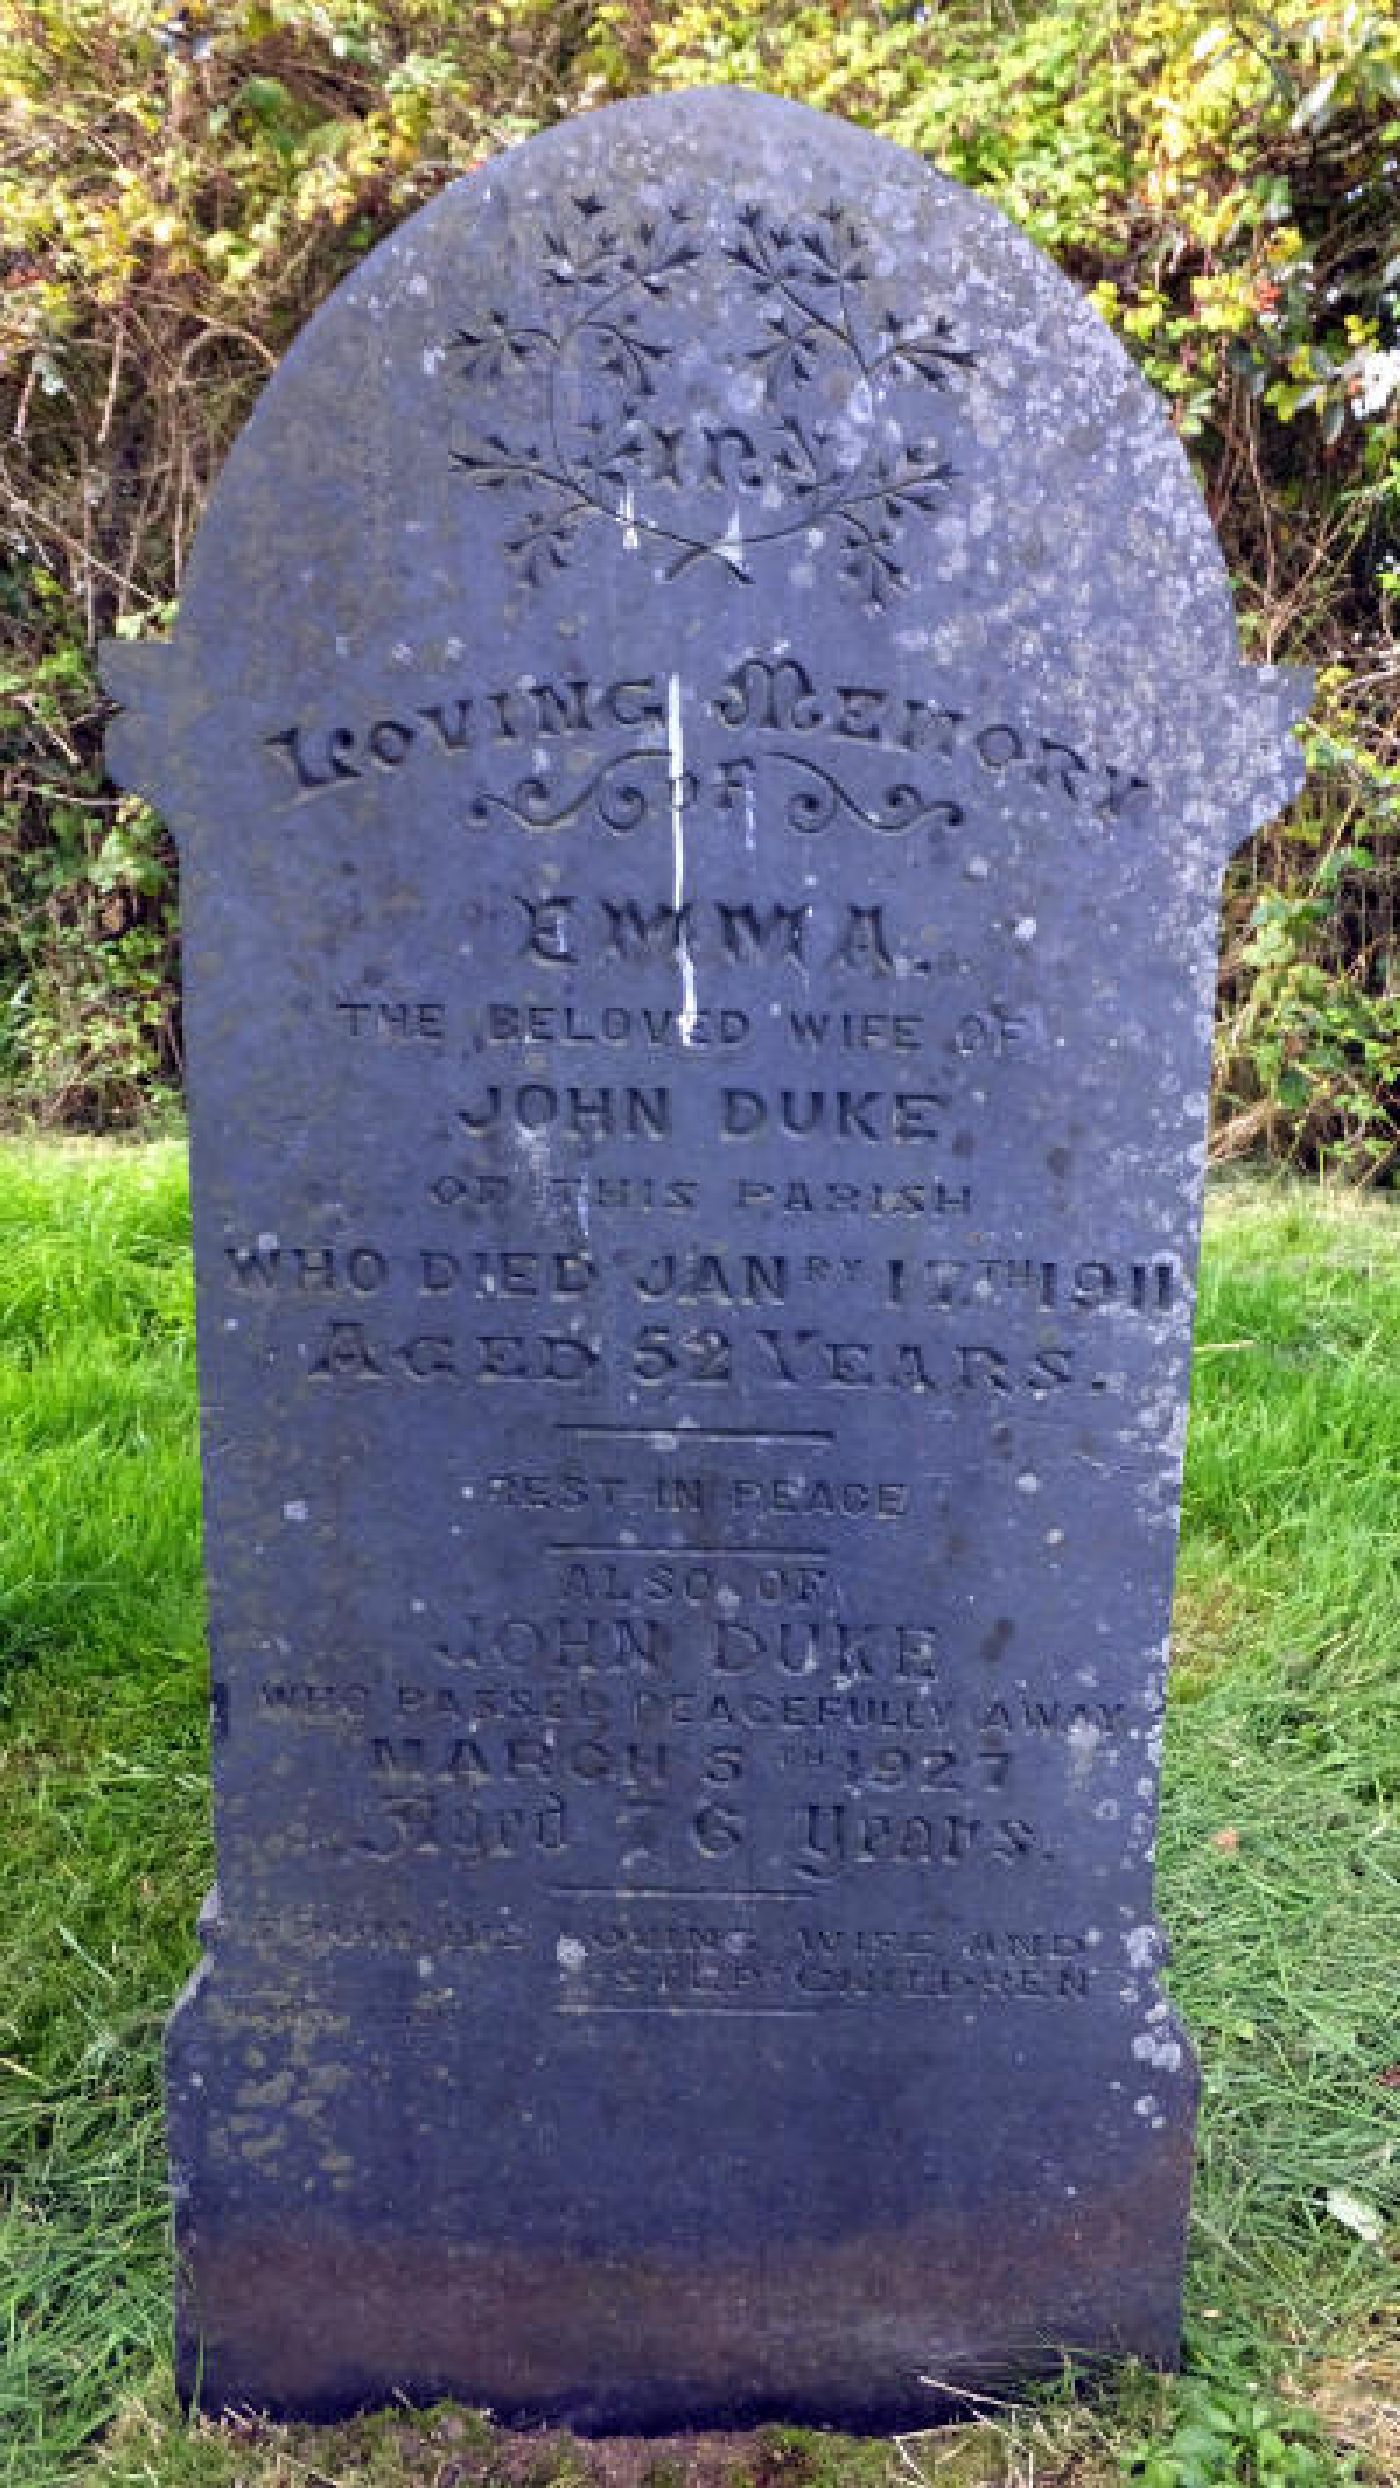 LOVING MEMORY
OF
EMMA.
THE BELOVED WIFE OF
JOHN DUKE
OF THIS PARISH
WHO DIED JANRY 17TH 1911
AGED 52 YEARS.
REST IN PEACE
ALSO OF
JOHN DUKE
WHO PASSED PEACEFULLY AWAY
MARCH 5TH 1927
Aged 76 Years.
LOVING WIFE AND
CHILDREN